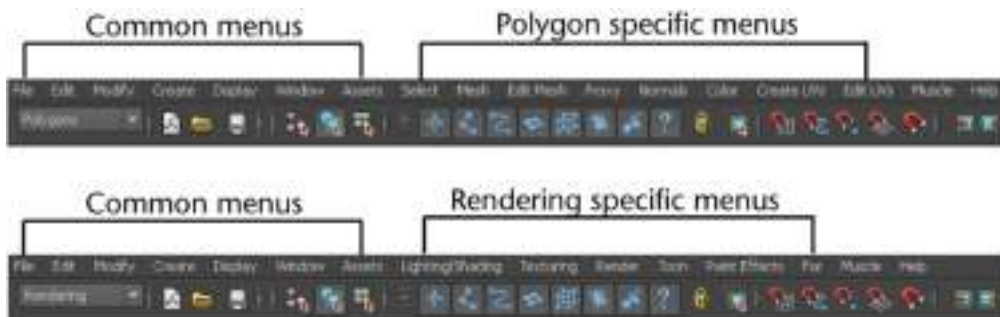 Common menus Polygon specific menus
File Edit Modify Create Display Window Assets Select Mesh Edit Mesh Proxy Normals Color Create UVs Edit UVs Muscle Help
Polygons
Common menus Rendering specific menus
File Edit Modify Create Display Window Assets Lighting/Shading Texturing Render Toon Paint Effects Fur Muscle Help
Rendering